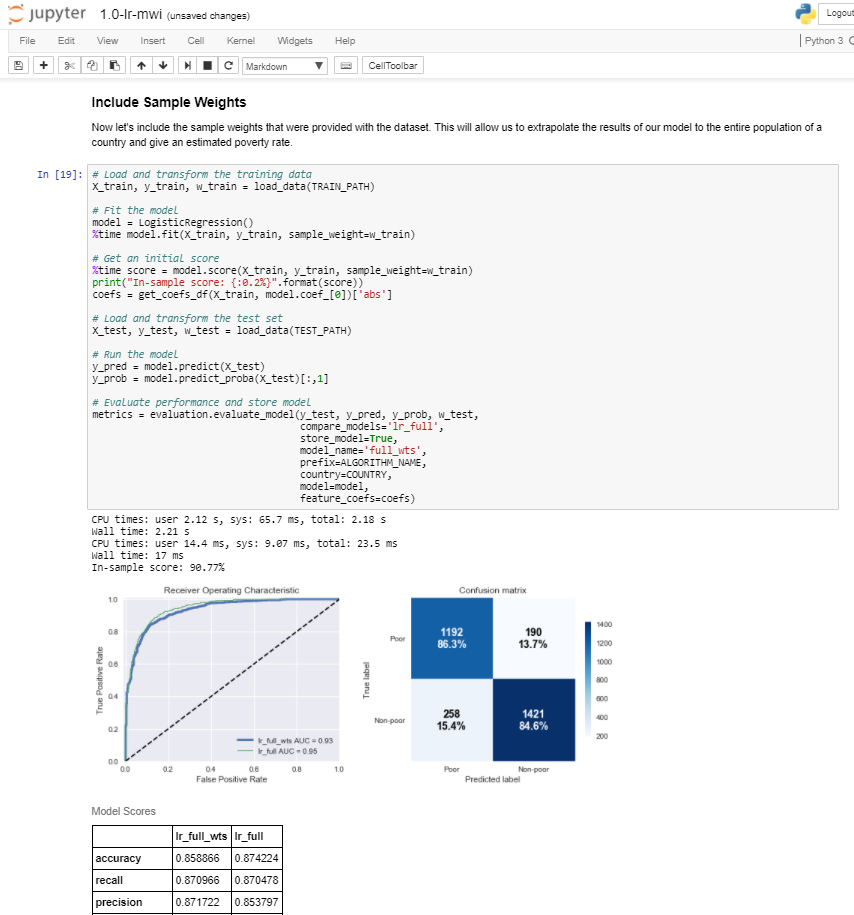 jupyter 1.0-lr-mwi (unsaved changes)
Logout
File Edit View Insert Cell Kernel Widgets Help
Python 3
Markdown CellToolbar
Include Sample Weights
Now let's include the sample weights that were provided with the dataset. This will allow us to extrapolate the results of our model to the entire population of a
country and give an estimated poverty rate.
In [19]:
# Load and transform the training data
X_train, y_train, w_train = load_data(TRAIN_PATH)
# Fit the model
model = LogisticRegression()
%time model.fit(X_train, y_train, sample_weight=w_train)
# Get an initial score
%time score = model.score(X_train, y_train, sample_weight=w_train)
print("In-sample score: {:0.2%}".format(score))
coefs = get_coefs_df(X_train, model.coef_[0])['abs']
# Load and transform the test set
X_test, y_test, w_test = load_data(TEST_PATH)
# Run the model
y_pred = model.predict(X_test)
y_prob = model.predict_proba(X_test)[:,1]
# Evaluate performance and store model
metrics = evaluation.evaluate_model(y_test, y_pred, y_prob, w_test,
compare_models='lr_full',
store_model=True,
model_name='full_wts',
prefix=ALGORITHM_NAME,
country=COUNTRY,
model=model,
feature_coefs=coefs)
CPU times: user 2.12 s, sys: 65.7 ms, total: 2.18 s
Wall time: 2.21 s
CPU times: user 14.4 ms, sys: 9.07 ms, total: 23.5 ms
Wall time: 17 ms
In-sample score: 90.77%
Receiver Operating Characteristic
1.0
0.8
0.6
0.4
0.2
0.0
True Positive Rate
lr_full_wts AUC = 0.93
lr_full AUC = 0.95
0.0 0.2 0.4 0.6 0.8 1.0
False Positive Rate
Confusion matrix
True label
Poor
1192
86.3%
190
13.7%
Non-poor
258
15.4%
1421
84.6%
Poor Non-poor
Predicted label
1400
1200
1000
800
600
400
200
Model Scores
lr_full_wts lr_full
accuracy 0.858866 0.874224
recall 0.870966 0.870478
precision 0.871722 0.853797